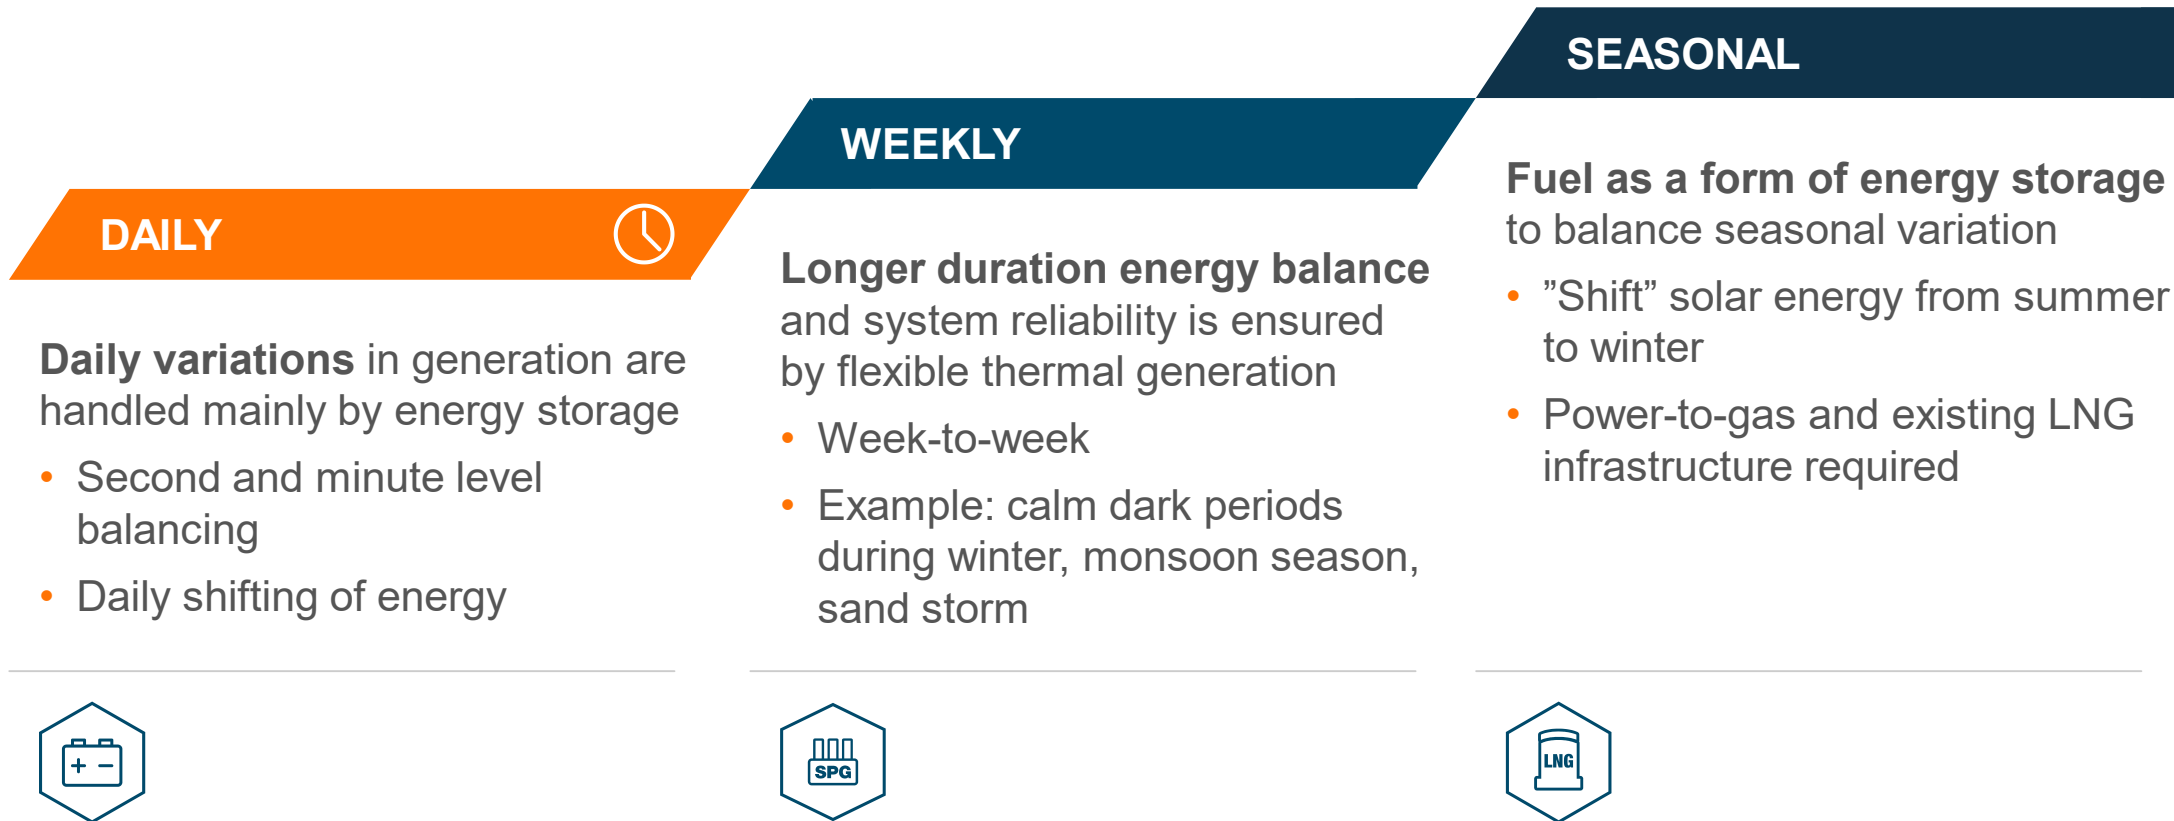 DAILY
Daily variations in generation are
handled mainly by energy storage
• Second and minute level
balancing
• Daily shifting of energy
+ −
WEEKLY
Longer duration energy balance
and system reliability is ensured
by flexible thermal generation
• Week-to-week
• Example: calm dark periods
during winter, monsoon season,
sand storm
SPG
SEASONAL
Fuel as a form of energy storage
to balance seasonal variation
• ”Shift” solar energy from summer
to winter
• Power-to-gas and existing LNG
infrastructure required
LNG